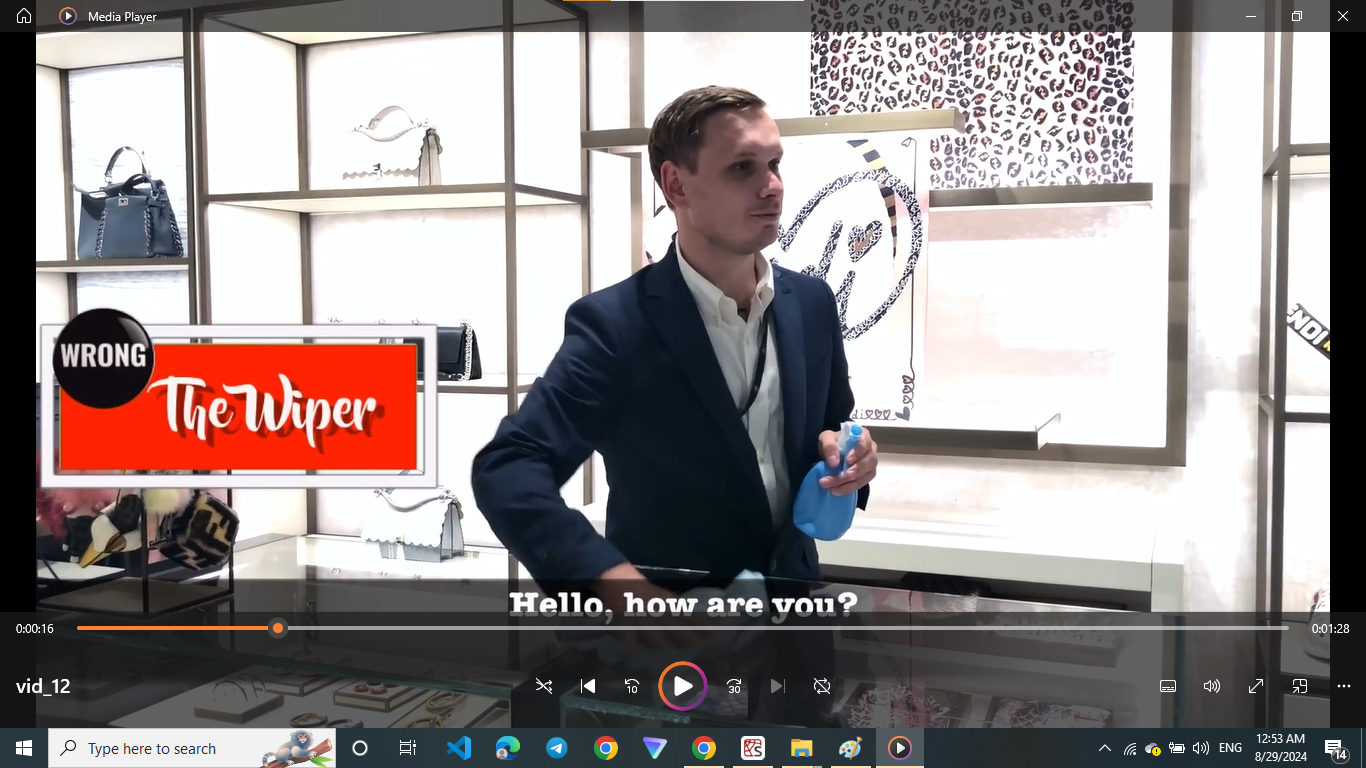 Media Player
WRONG
The Wiper
ENDI
Hello, how are you?
0:00:16
0:01:28
vid_12
10
30
Type here to search
ENG
12:53 AM
8/29/2024
14